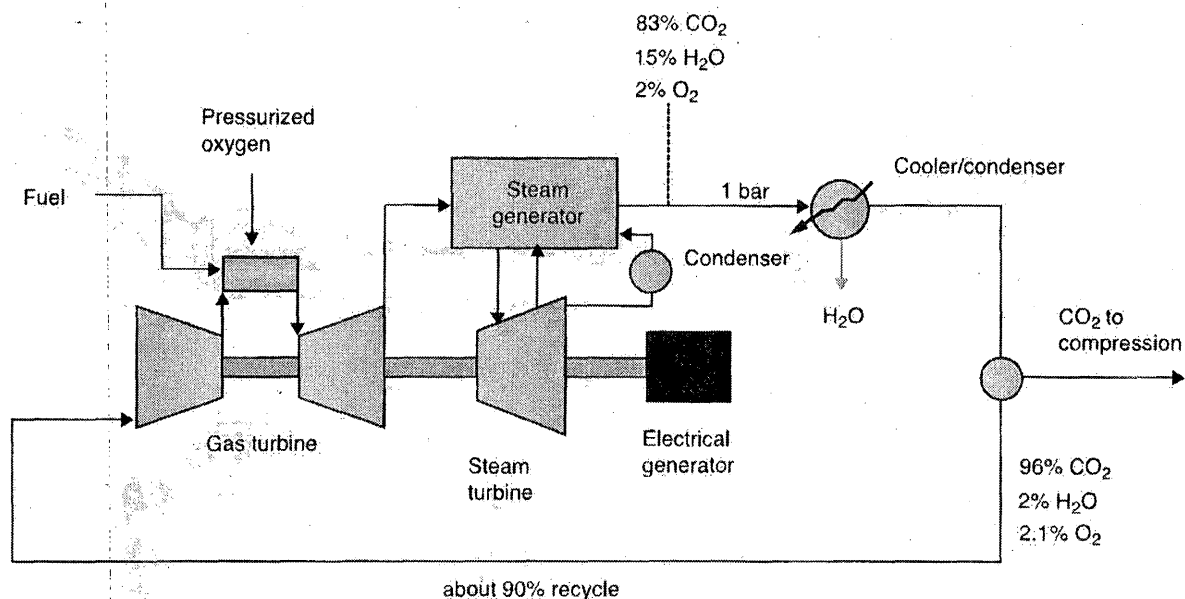 83% CO₂
15% H₂O
2% O₂
Pressurized
oxygen
Fuel
Steam
generator
1 bar
Cooler/condenser
Condenser
H₂O
CO₂ to
compression
Gas turbine
Steam
turbine
Electrical
generator
96% CO₂
2% H₂O
2.1% O₂
about 90% recycle